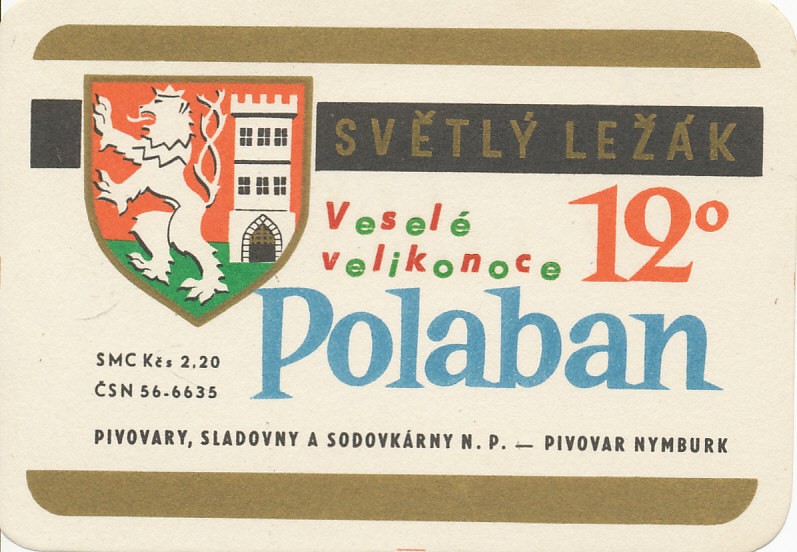 SVĚTLÝ LEŽÁK
Veselé
velikonoce
12°
Polaban
SMC Kčs 2,20
ČSN 56-6635
PIVOVARY, SLADOVNY A SODOVKÁRNY N. P. — PIVOVAR NYMBURK